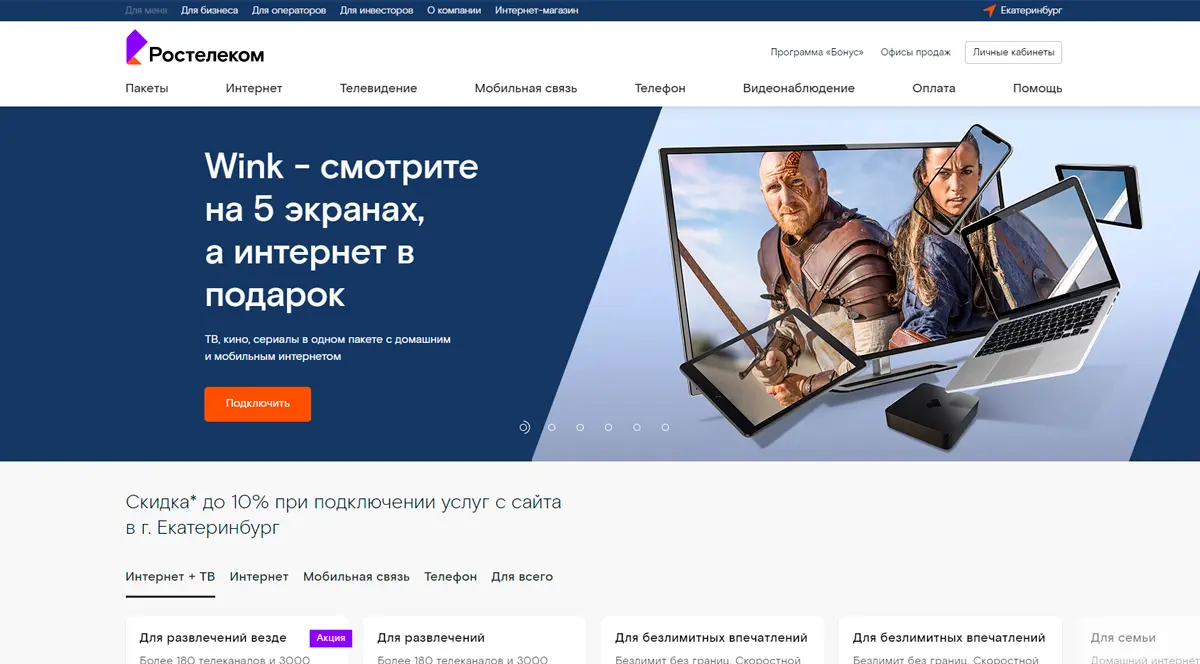 Для меня Для бизнеса Для операторов Для инвесторов О компании Интернет-магазин Екатеринбург
Ростелеком
Программа «Бонус» Офисы продаж Личные кабинеты
Пакеты Интернет Телевидение Мобильная связь Телефон Видеонаблюдение Оплата Помощь
Wink - смотрите
на 5 экранах,
а интернет в
подарок
ТВ, кино, сериалы в одном пакете с домашним
и мобильным интернетом
Подключить
Скидка* до 10% при подключении услуг с сайта
в г. Екатеринбург
Интернет + ТВ Интернет Мобильная связь Телефон Для всего
Для развлечений везде Акция Для развлечений Для безлимитных впечатлений Для безлимитных впечатлений Для семьи
Более 180 телеканалов и 3000 Более 180 телеканалов и 3000 Безлимит без границ. Скоростной Безлимит без границ. Скоростной Домашний интернет